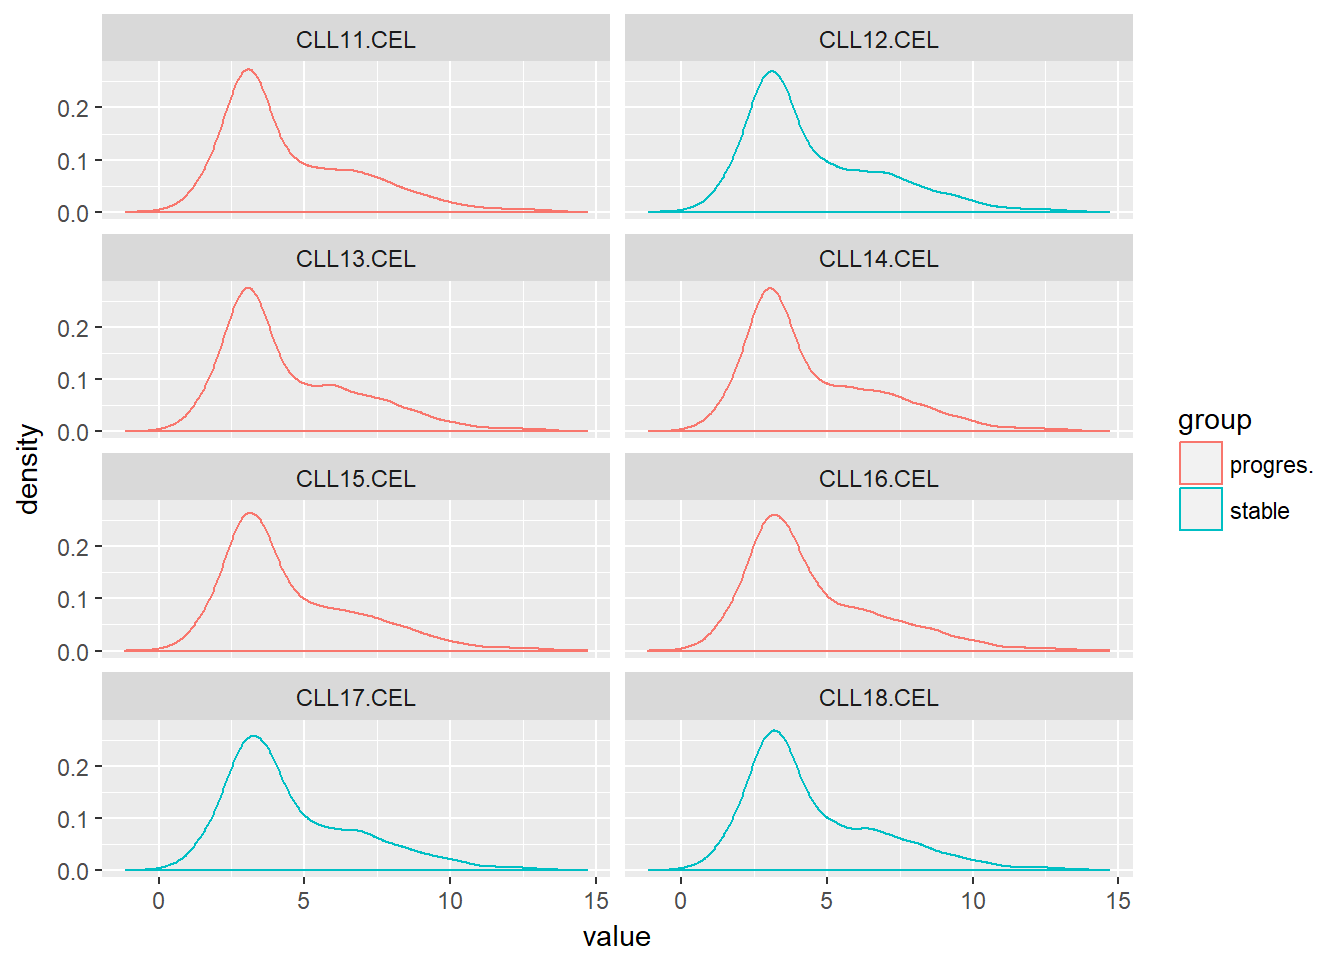 CLL11.CEL CLL12.CEL
0.2
0.1
0.0
CLL13.CEL CLL14.CEL
0.2
0.1
0.0
CLL15.CEL CLL16.CEL
0.2
0.1
0.0
CLL17.CEL CLL18.CEL
0.2
0.1
0.0
0 5 10 15 0 5 10 15
value
density
group
progres.
stable